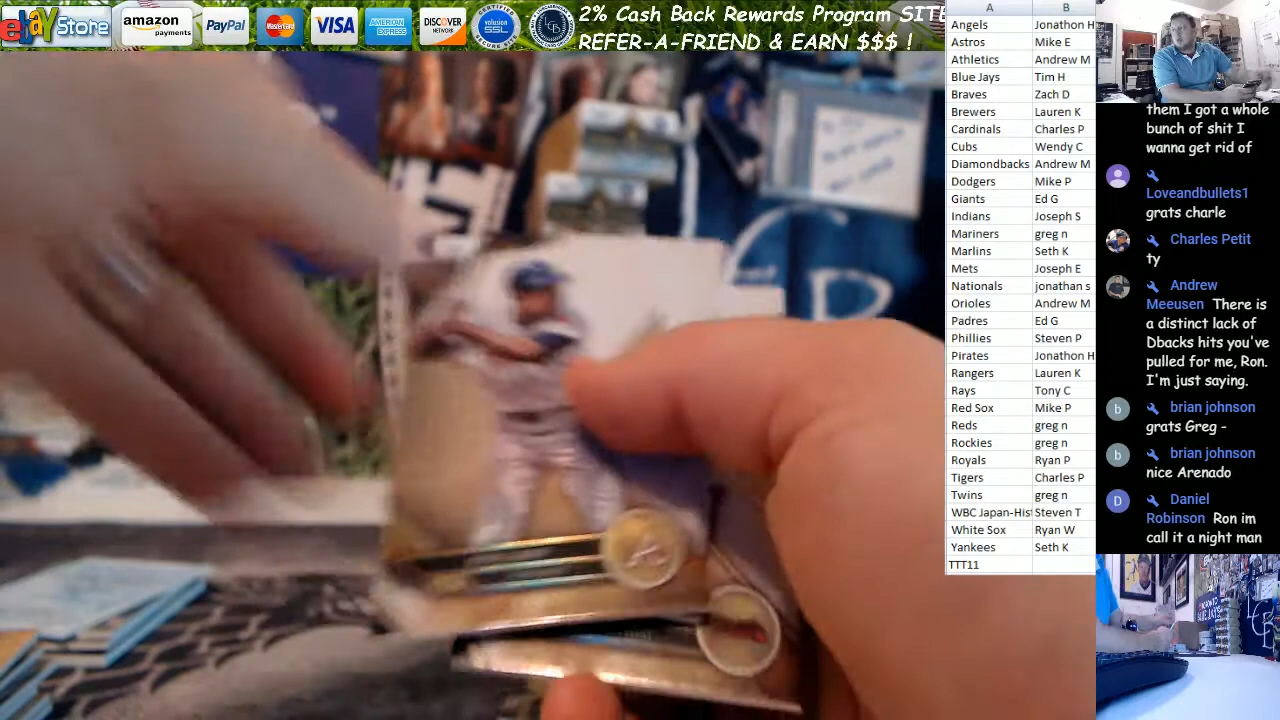 ebay Store
amazon payments
PayPal
MasterCard
VISA
AMERICAN EXPRESS
DISCOVER NETWORK
volusion SSL
2% Cash Back Rewards Program SITE
REFER-A-FRIEND & EARN $$$ !
A B
Angels Jonathon H
Astros Mike E
Athletics Andrew M
Blue Jays Tim H
Braves Zach D
Brewers Lauren K
Cardinals Charles P
Cubs Wendy C
Diamondbacks Andrew M
Dodgers Mike P
Giants Ed G
Indians Joseph S
Mariners greg n
Marlins Seth K
Mets Joseph E
Nationals jonathan s
Orioles Andrew M
Padres Ed G
Phillies Steven P
Pirates Jonathon H
Rangers Lauren K
Rays Tony C
Red Sox Mike P
Reds greg n
Rockies greg n
Royals Ryan P
Tigers Charles P
Twins greg n
WBC Japan-Hist Steven T
White Sox Ryan W
Yankees Seth K
TTT11
them I got a whole
bunch of shit I
wanna get rid of
Loveandbullets1
grats charle
Charles Petit
ty
Andrew
Meeusen There is
a distinct lack of
Dbacks hits you've
pulled for me, Ron.
I'm just saying.
b brian johnson
grats Greg -
b brian johnson
nice Arenado
D Daniel
Robinson Ron im
call it a night man